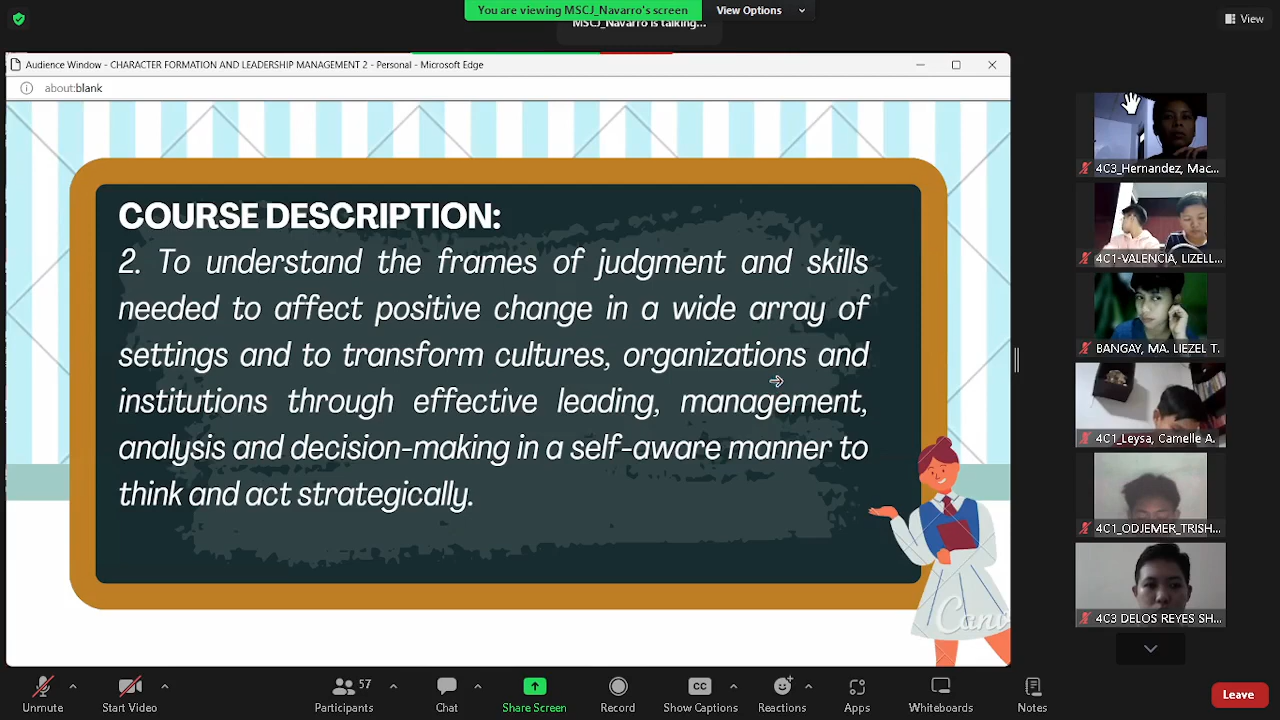 You are viewing MSCJ_Navarro's screen
View Options
MSCJ_Navarro is talking...
View
Audience Window - CHARACTER FORMATION AND LEADERSHIP MANAGEMENT 2 - Personal - Microsoft Edge
about:blank
COURSE DESCRIPTION:
2. To understand the frames of judgment and skills
needed to affect positive change in a wide array of
settings and to transform cultures, organizations and
institutions through effective leading, management,
analysis and decision-making in a self-aware manner to
think and act strategically.
Canv
4C3_Hernandez, Mac...
4C1-VALENCIA, LIZELL...
BANGAY, MA. LIEZEL T.
4C1_Leysa, Camelle A.
4C1_ODJEMER_TRISH...
4C3 DELOS REYES SH...
Unmute
Start Video
57
Participants
Chat
Share Screen
Record
CC
Show Captions
Reactions
Apps
Whiteboards
Notes
Leave